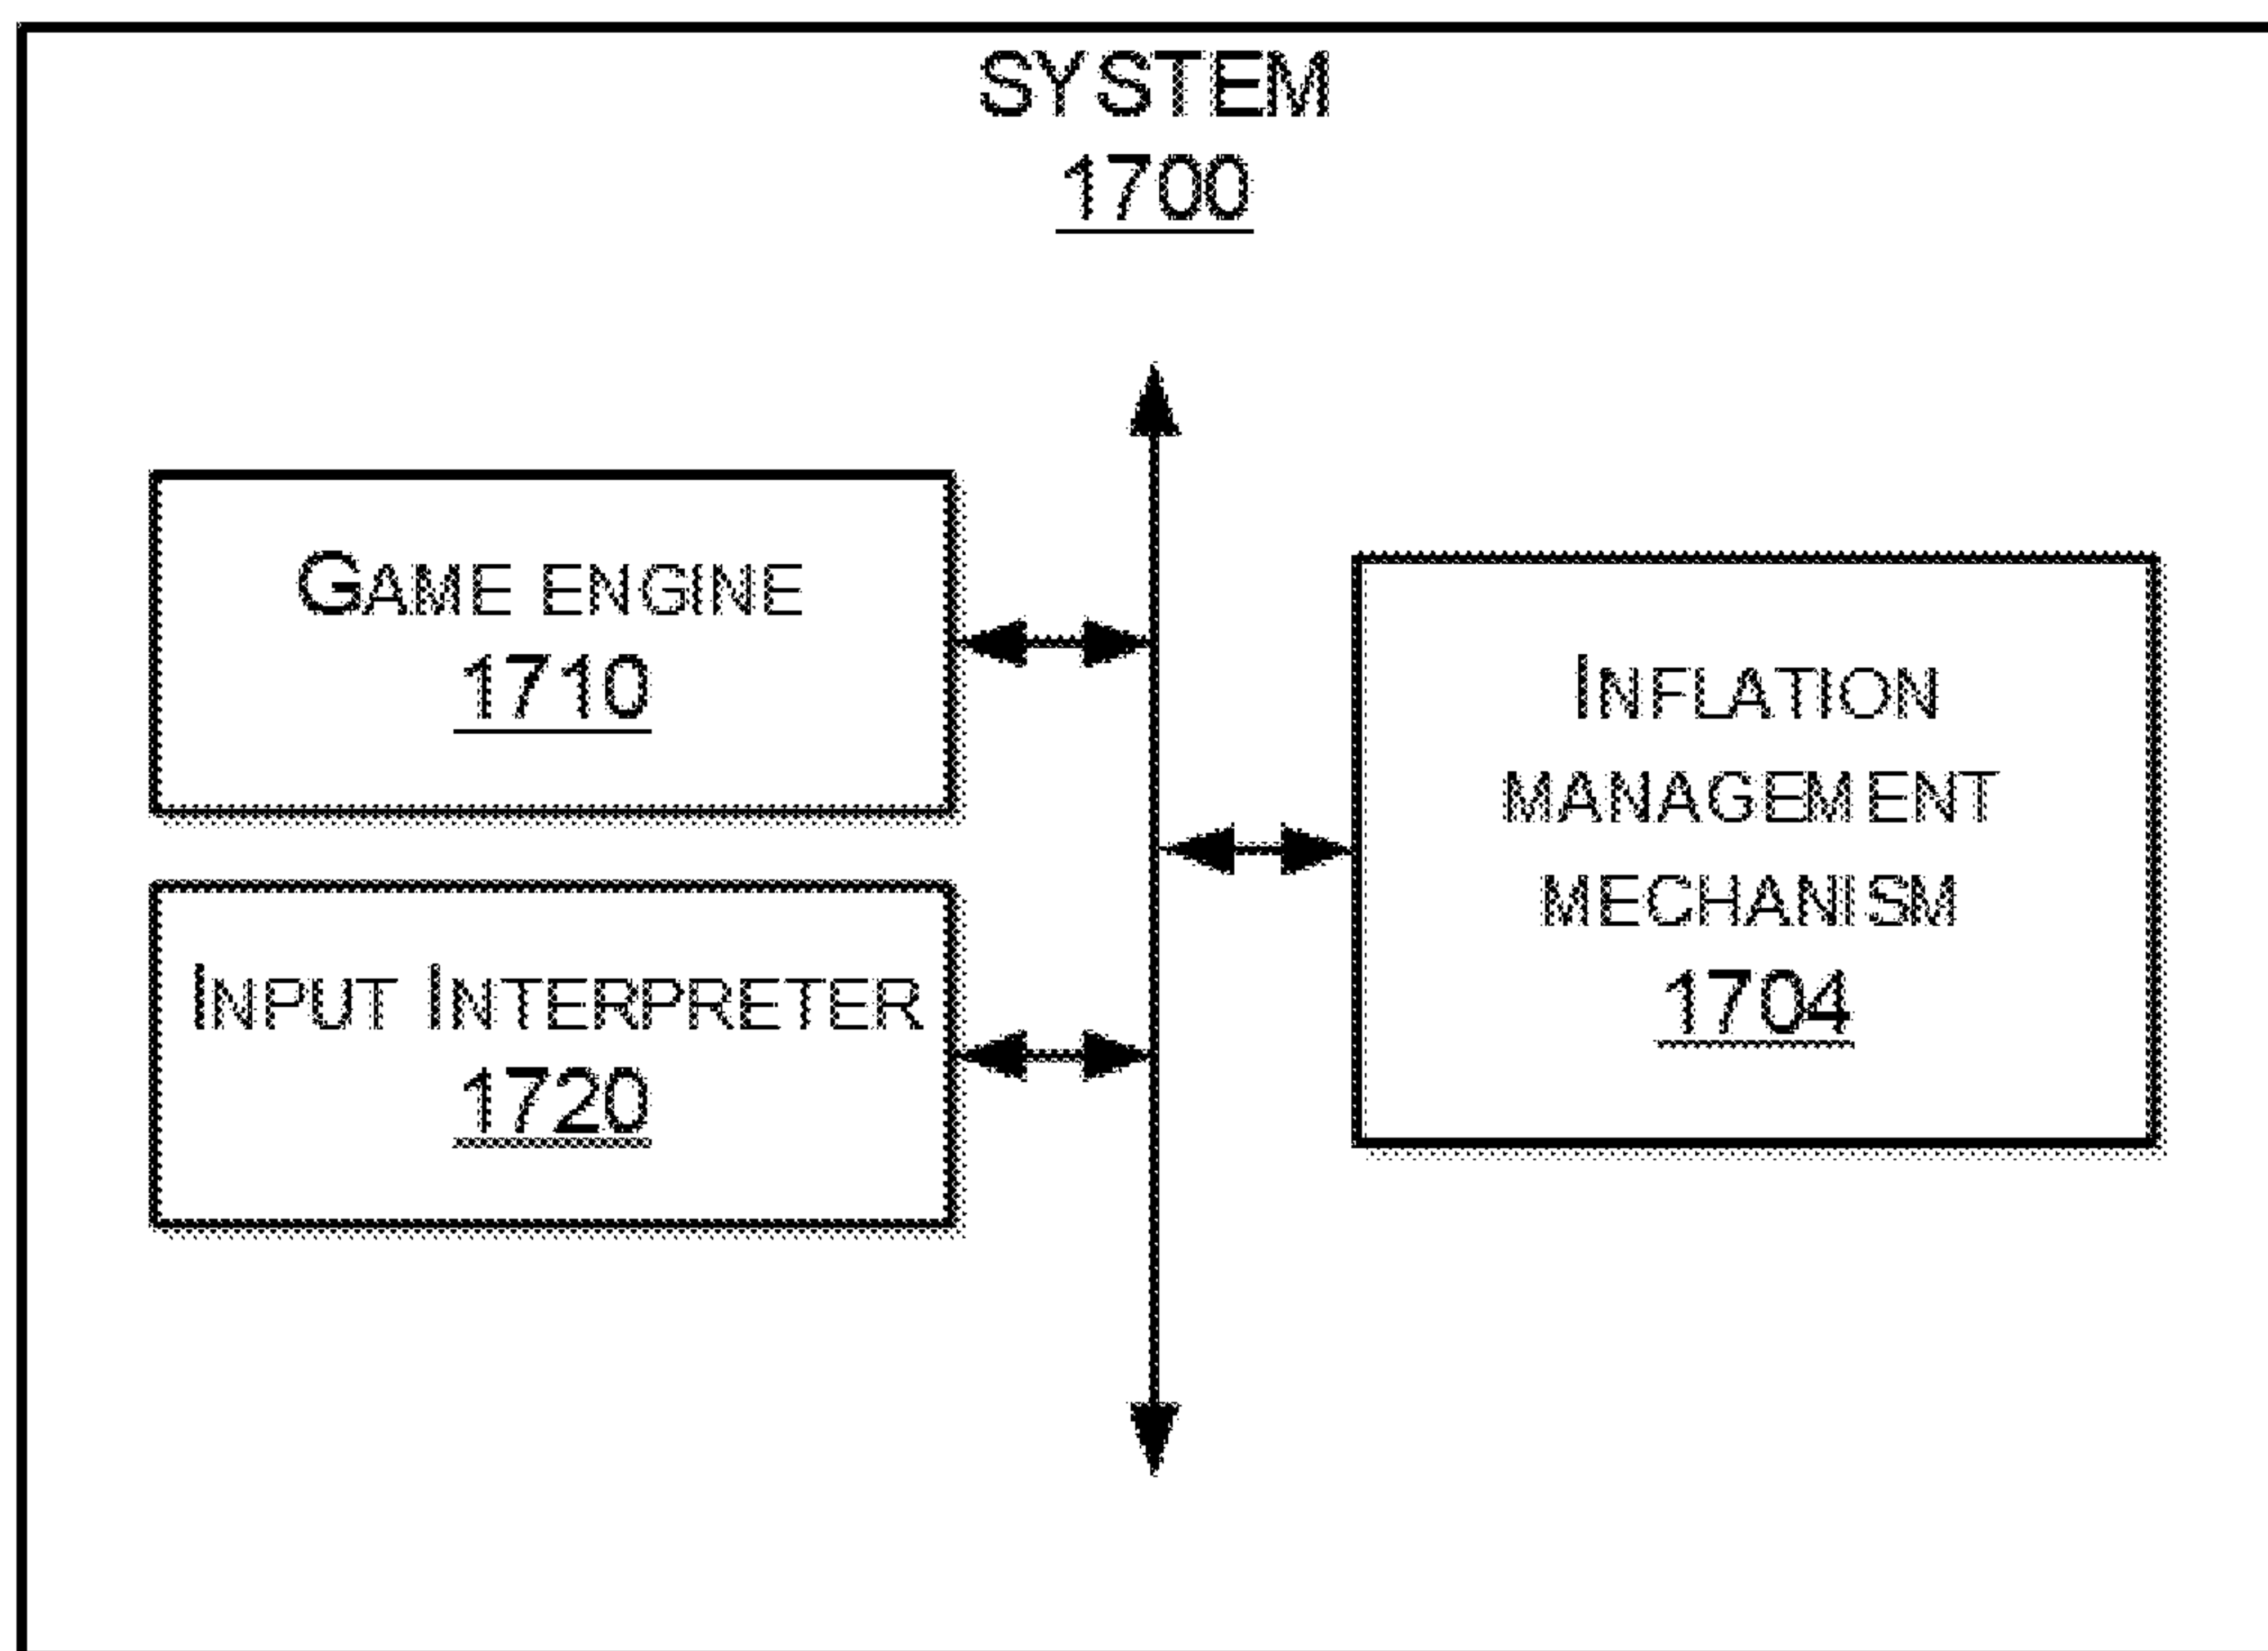 SYSTEM
1700
GAME ENGINE
1710
INPUT INTERPRETER
1720
INFLATION
MANAGEMENT
MECHANISM
1704